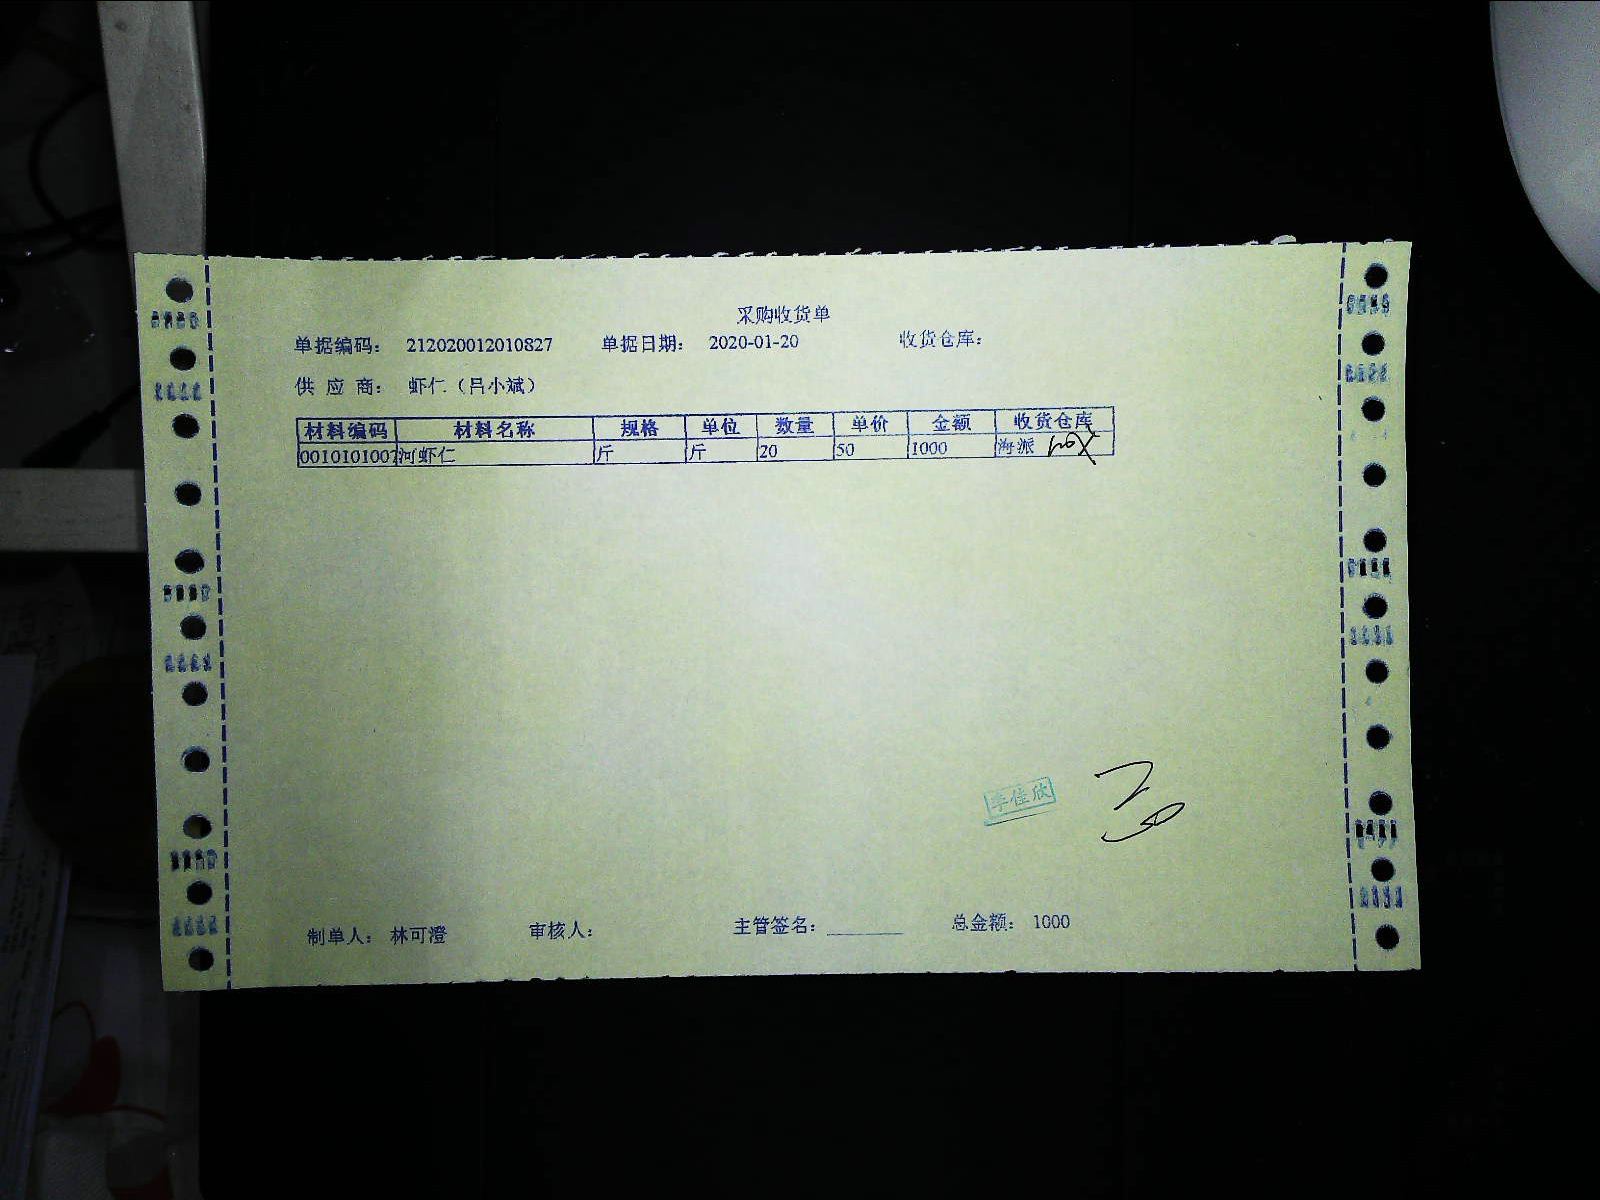 采购收货单
单据编码： 212020012010827 单据日期： 2020-01-20 收货仓库：
供 应 商： 虾仁（吕小斌）
材料编码 材料名称 规格 单位 数量 单价 金额 收货仓库
0010101002 河虾仁 斤 斤 20 50 1000 海派
李佳欣
制单人： 林可澄 审核人： 主管签名： ________ 总金额： 1000